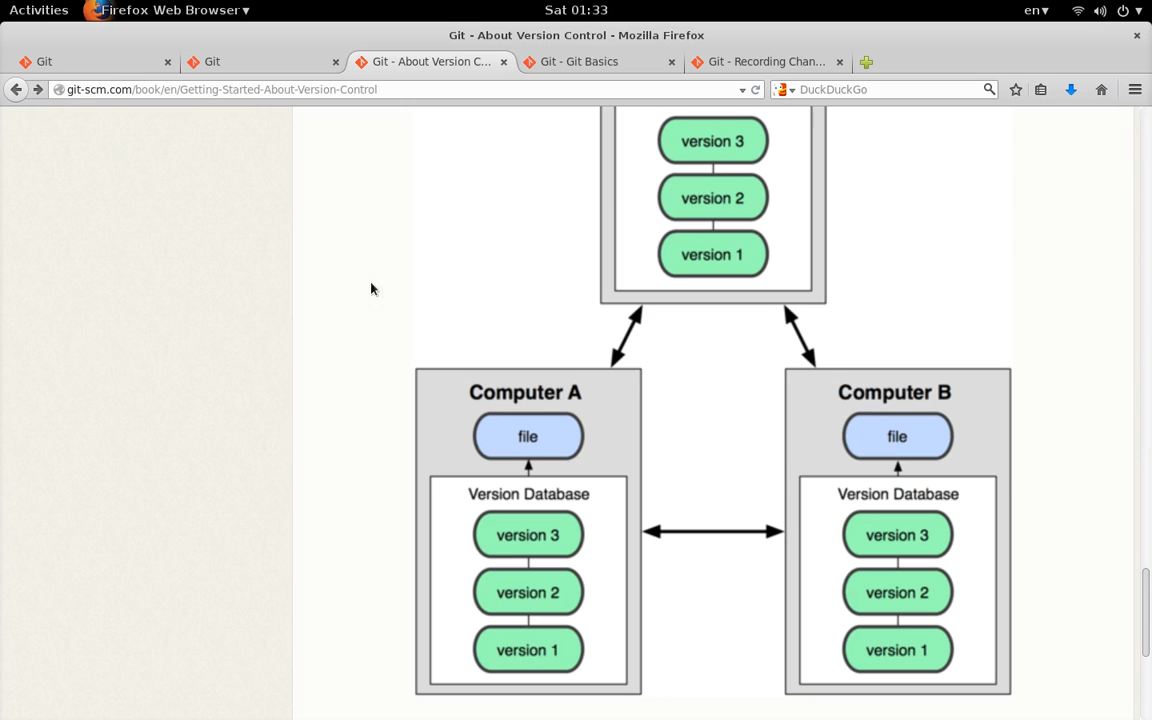 Activities Firefox Web Browser ▾ Sat 01:33 en ▾
Git - About Version Control - Mozilla Firefox
Git Git Git - About Version C... Git - Git Basics Git - Recording Chan...
git-scm.com/book/en/Getting-Started-About-Version-Control DuckDuckGo
version 3
version 2
version 1
Computer A Computer B
file file
Version Database Version Database
version 3 version 3
version 2 version 2
version 1 version 1